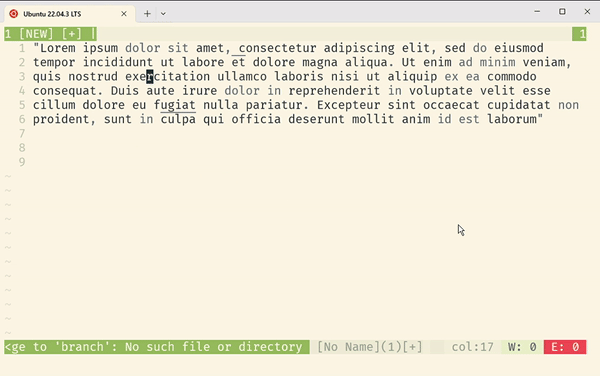 Ubuntu 22.04.3 LTS
1 [NEW] [+] | 1
1 "Lorem ipsum dolor sit amet, consectetur adipiscing elit, sed do eiusmod
2 tempor incididunt ut labore et dolore magna aliqua. Ut enim ad minim veniam,
3 quis nostrud exercitation ullamco laboris nisi ut aliquip ex ea commodo
4 consequat. Duis aute irure dolor in reprehenderit in voluptate velit esse
5 cillum dolore eu fugiat nulla pariatur. Excepteur sint occaecat cupidatat non
6 proident, sunt in culpa qui officia deserunt mollit anim id est laborum"
7
8
9
~
~
~
~
~
~
~
~
~
~
~
~
<ge to 'branch': No such file or directory [No Name](1)[+] col:17 W: 0 E: 0